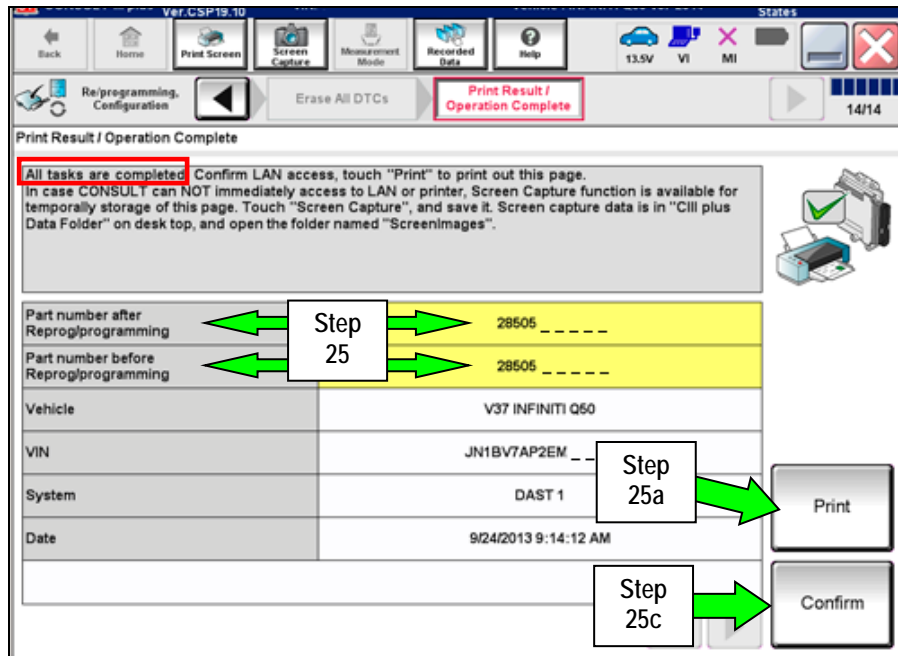 Ver.CSP19.10
States
Back
Home
Print Screen
Screen
Capture
Measurement
Mode
Recorded
Data
Help
13.5V
VI
MI
Re/programming,
Configuration
Erase All DTCs
Print Result /
Operation Complete
14/14
Print Result / Operation Complete
All tasks are completed. Confirm LAN access, touch "Print" to print out this page.
In case CONSULT can NOT immediately access to LAN or printer, Screen Capture function is available for
temporally storage of this page. Touch "Screen Capture", and save it. Screen capture data is in "CIII plus
Data Folder" on desk top, and open the folder named "ScreenImages".
Part number after
Reprog/programming
28505 _ _ _ _ _
Step
25
Part number before
Reprog/programming
28505 _ _ _ _ _
Vehicle
V37 INFINITI Q50
VIN
JN1BV7AP2EM _ _
Step
25a
System
DAST 1
Print
Date
9/24/2013 9:14:12 AM
Step
25c
Confirm